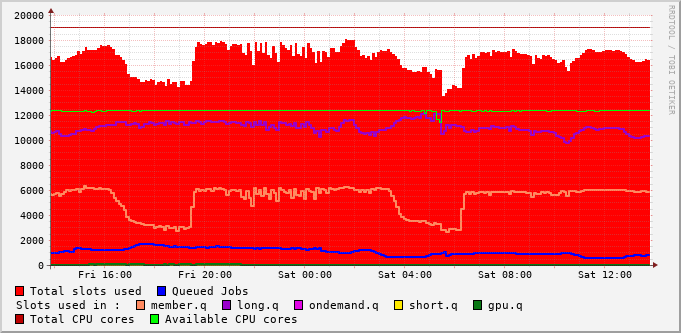 20000
18000
16000
14000
12000
10000
8000
6000
4000
2000
0
Fri 16:00 Fri 20:00 Sat 00:00 Sat 04:00 Sat 08:00 Sat 12:00
RRDTOOL / TOBI OETIKER
Total slots used Queued Jobs
Slots used in : member.q long.q ondemand.q short.q gpu.q
Total CPU cores Available CPU cores